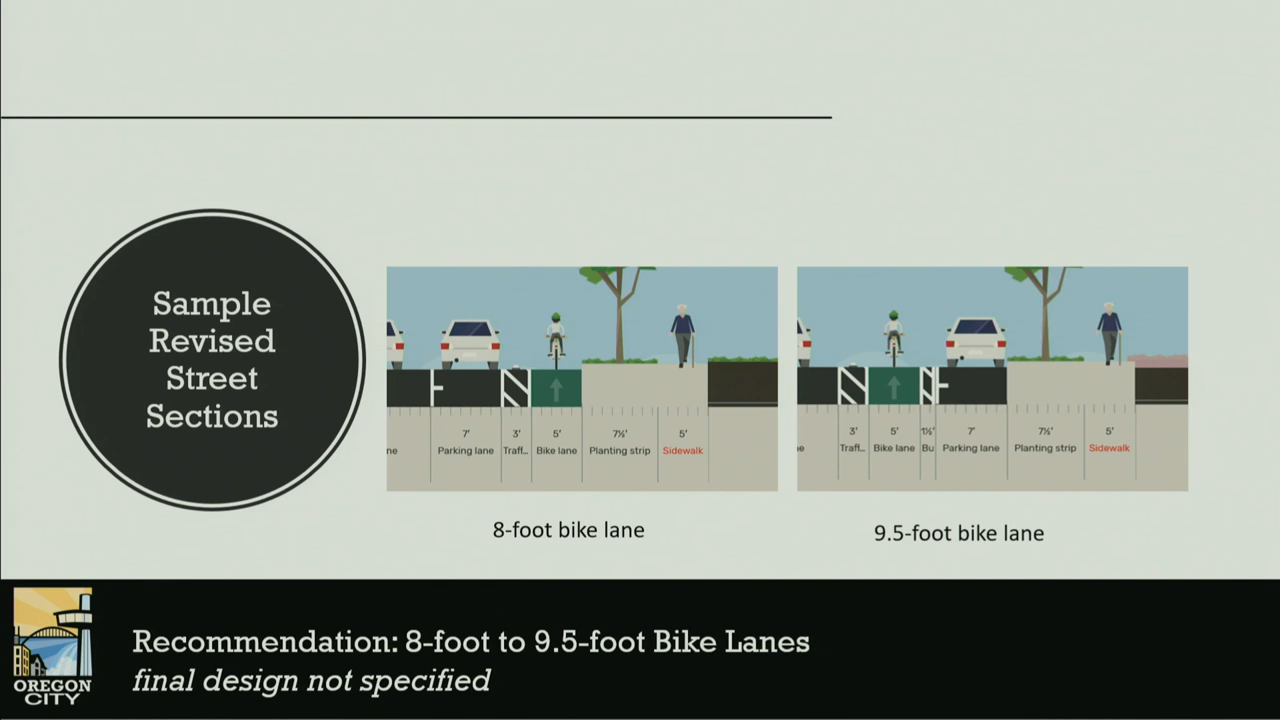 Sample
Revised
Street
Sections
ne
7'
Parking lane
3'
Traff...
5'
Bike lane
7½'
Planting strip
5'
Sidewalk
8-foot bike lane
e
3'
Traff...
5'
Bike lane
1½'
Bu
7'
Parking lane
7½'
Planting strip
5'
Sidewalk
9.5-foot bike lane
OREGON
CITY
Recommendation: 8-foot to 9.5-foot Bike Lanes
final design not specified